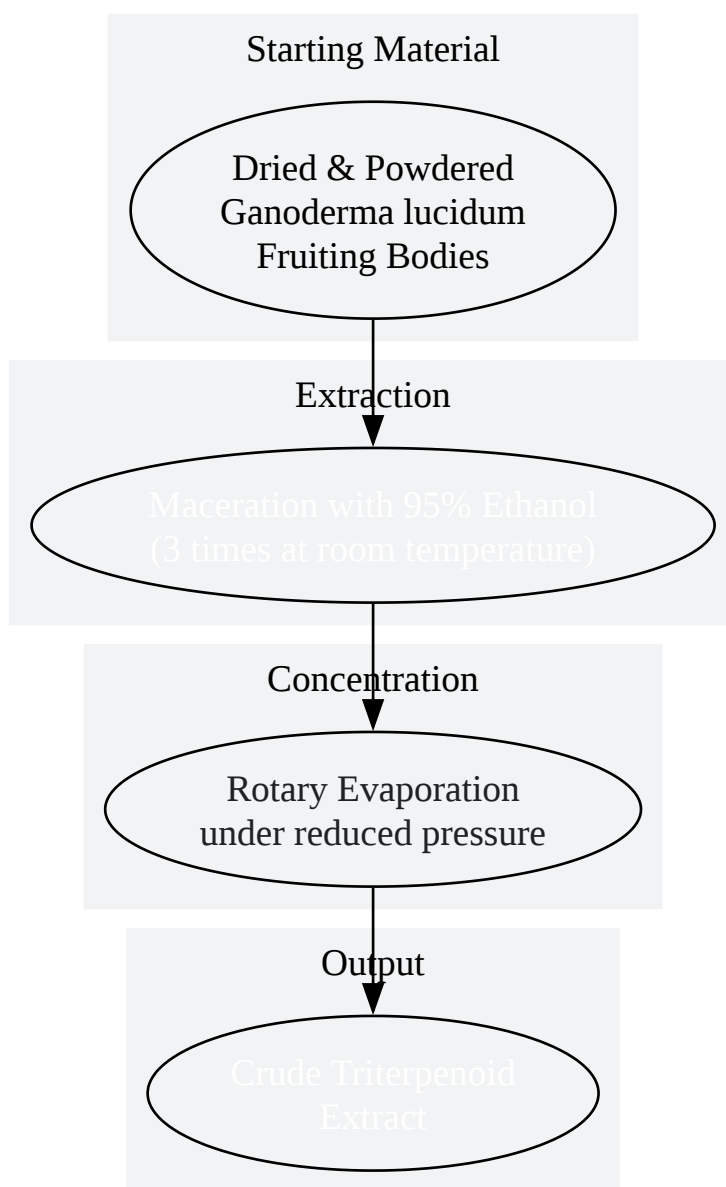 Starting Material
Dried & Powdered
Ganoderma lucidum
Fruiting Bodies
Extraction
Maceration with 95% Ethanol
(3 times at room temperature)
Concentration
Rotary Evaporation
under reduced pressure
Output
Crude Triterpenoid
Extract